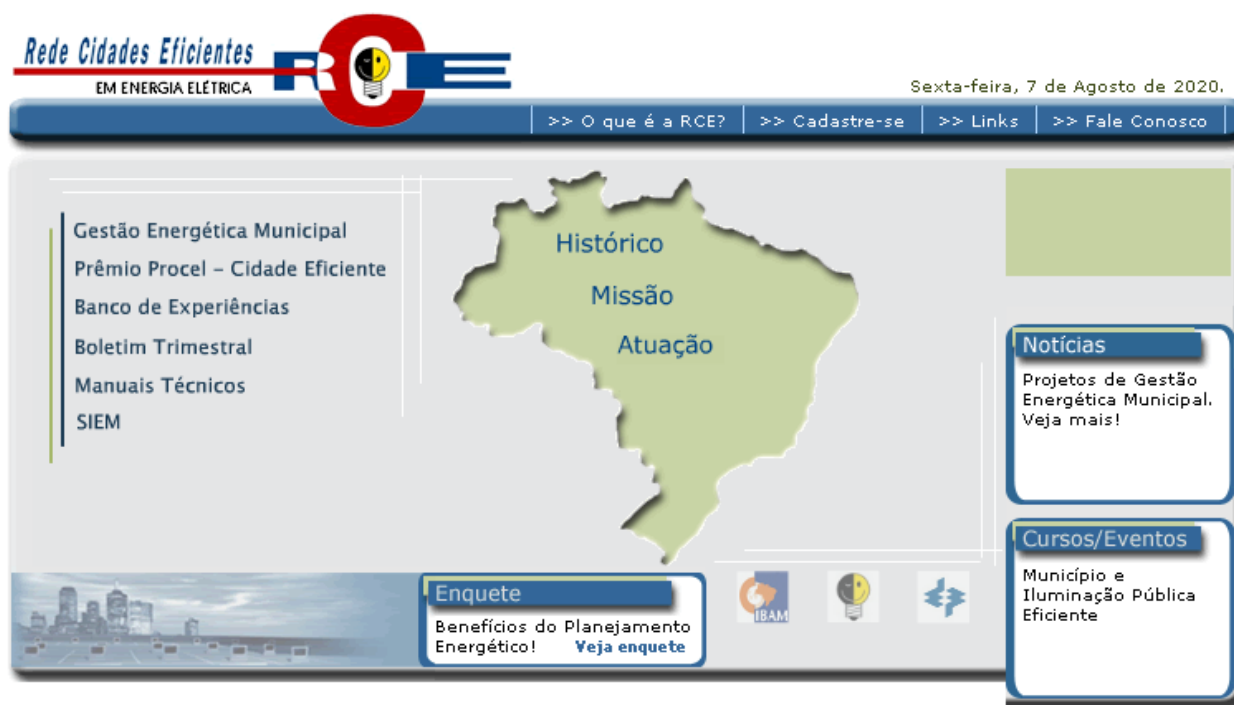 Rede Cidades Eficientes
EM ENERGIA ELÉTRICA
RCE
Sexta-feira, 7 de Agosto de 2020.
>> O que é a RCE?
>> Cadastre-se
>> Links
>> Fale Conosco
Gestão Energética Municipal
Prêmio Procel – Cidade Eficiente
Banco de Experiências
Boletim Trimestral
Manuais Técnicos
SIEM
Histórico
Missão
Atuação
Notícias
Projetos de Gestão
Energética Municipal.
Veja mais!
Cursos/Eventos
Município e
Iluminação Pública
Eficiente
Enquete
Benefícios do Planejamento
Energético! Veja enquete
IBAM